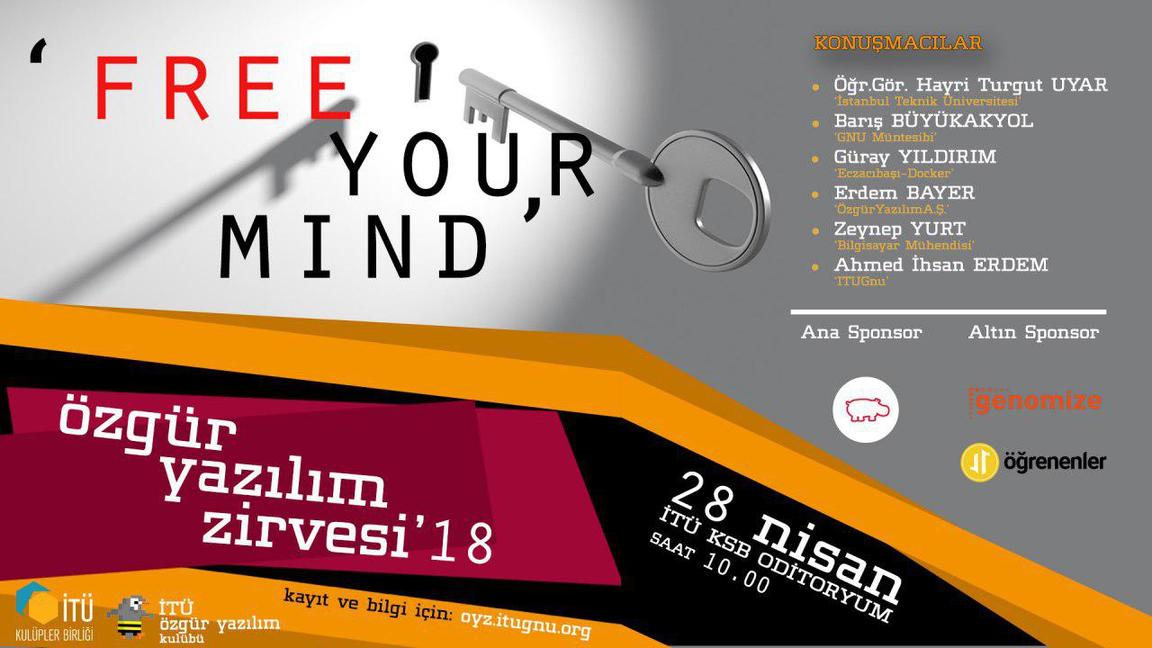 ‘FREE
YOUR
MIND’
KONUŞMACILAR
Öğr.Gör. Hayri Turgut UYAR
'İstanbul Teknik Üniversitesi'
Barış BÜYÜKAKYOL
'GNU Müntesibi'
Güray YILDIRIM
'Eczacıbaşı-Docker'
Erdem BAYER
'ÖzgürYazılımA.Ş.'
Zeynep YURT
'Bilgisayar Mühendisi'
Ahmed İhsan ERDEM
'ITUGnu'
Ana Sponsor
Altın Sponsor
genomize
öğrenenler
özgür
yazılım
zirvesi'18
28 nisan
İTÜ KSB ODİTORYUM
SAAT 10.00
kayıt ve bilgi için: oyz.itugnu.org
İTÜ
KULÜPLER BİRLİĞİ
İTÜ
özgür yazılım
kulübü